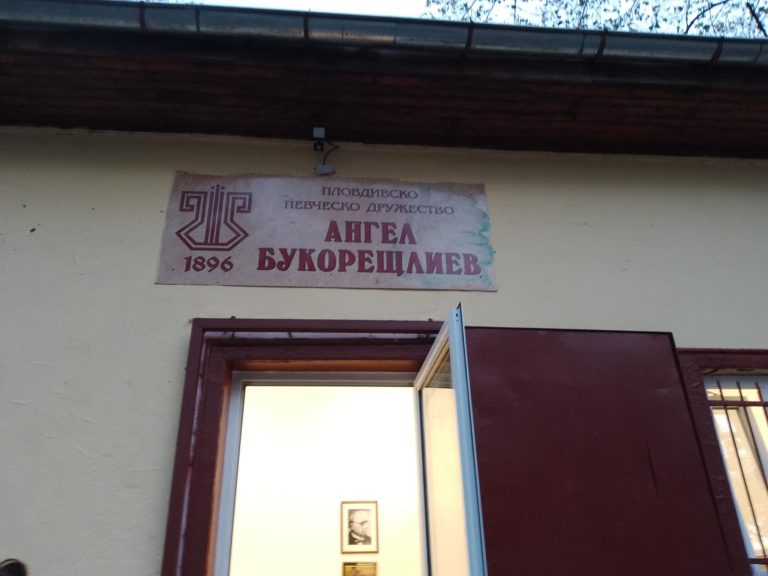 ПЛОВДИВСКО
ПЕВЧЕСКО ДРУЖЕСТВО
АНГЕЛ
БУКОРЕЩЛИЕВ
1896